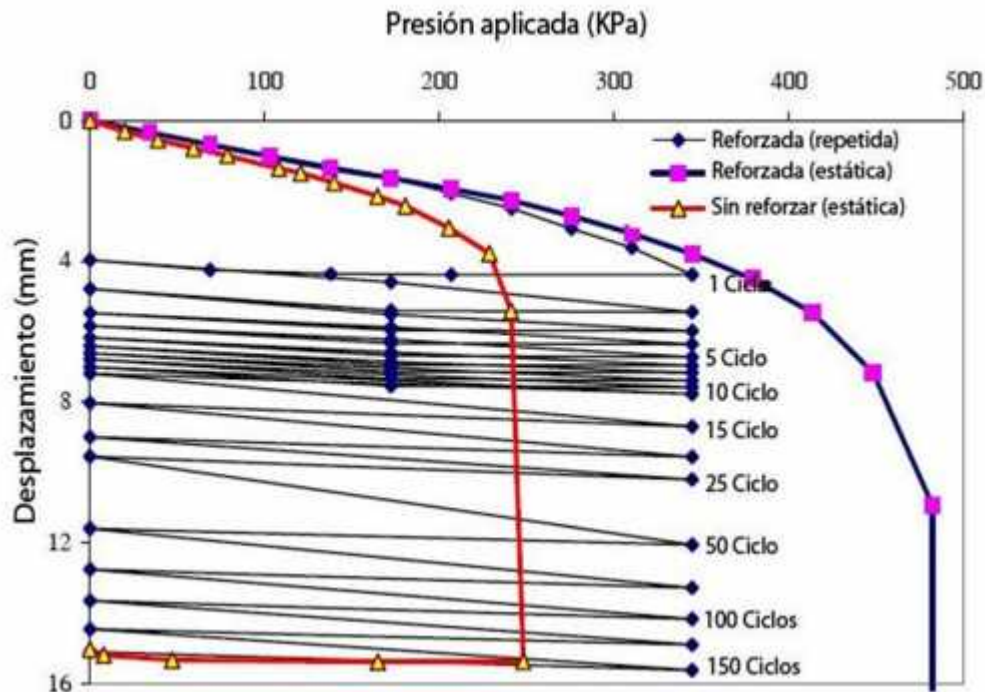 Presión aplicada (KPa)
0 100 200 300 400 500
0
4
8
12
16
Desplazamiento (mm)
Reforzada (repetida)
Reforzada (estática)
Sin reforzar (estática)
1 Ciclo
5 Ciclo
10 Ciclo
15 Ciclo
25 Ciclo
50 Ciclo
100 Ciclos
150 Ciclos